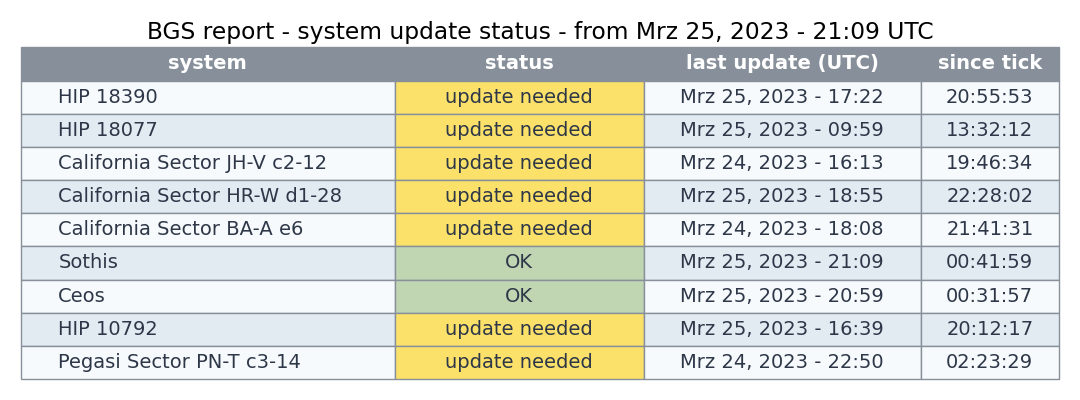 BGS report - system update status - from Mrz 25, 2023 - 21:09 UTC
system status last update (UTC) since tick
HIP 18390 update needed Mrz 25, 2023 - 17:22 20:55:53
HIP 18077 update needed Mrz 25, 2023 - 09:59 13:32:12
California Sector JH-V c2-12 update needed Mrz 24, 2023 - 16:13 19:46:34
California Sector HR-W d1-28 update needed Mrz 25, 2023 - 18:55 22:28:02
California Sector BA-A e6 update needed Mrz 24, 2023 - 18:08 21:41:31
Sothis OK Mrz 25, 2023 - 21:09 00:41:59
Ceos OK Mrz 25, 2023 - 20:59 00:31:57
HIP 10792 update needed Mrz 25, 2023 - 16:39 20:12:17
Pegasi Sector PN-T c3-14 update needed Mrz 24, 2023 - 22:50 02:23:29